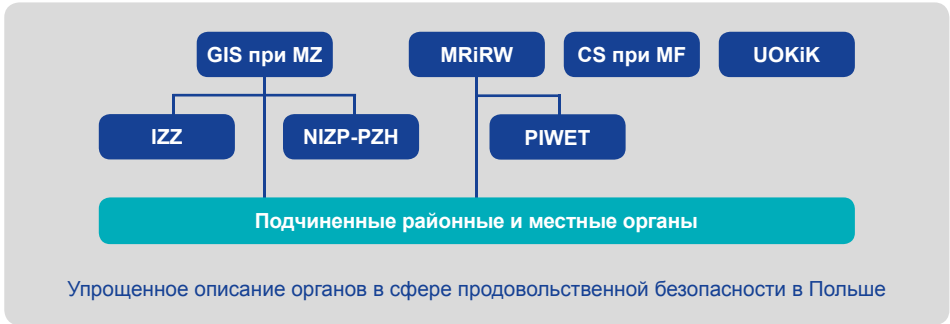 GIS при MZ
MRiRW
CS при MF
UOKiK
IZZ
NIZP-PZH
PIWET
Подчиненные районные и местные органы
Упрощенное описание органов в сфере продовольственной безопасности в Польше